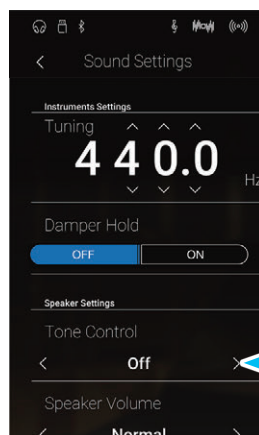 Sound Settings
Instruments Settings
Tuning
440.0
Hz
Damper Hold
OFF ON
Speaker Settings
Tone Control
Off
Speaker Volume
Normal